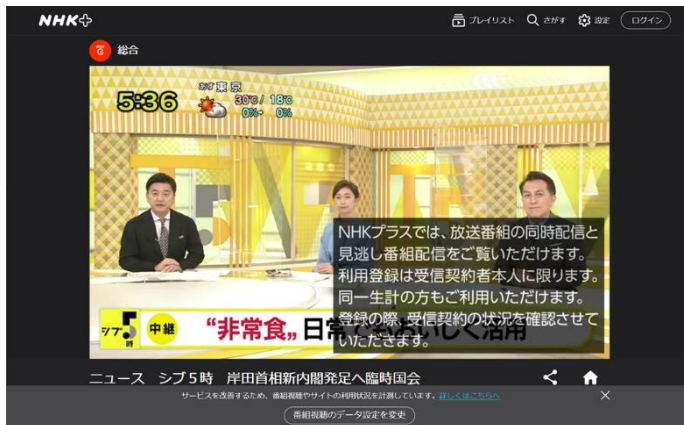 NHK+
プレイリスト
さがす
設定
ログイン
G
総合
5:36
あす 東京
30℃/ 18℃
0%- 0%
NHKプラスでは、放送番組の同時配信と
見逃し番組配信をご覧いただけます。
利用登録は受信契約者本人に限ります。
同一生計の方もご利用いただけます。
登録の際、受信契約の状況を確認させて
いただきます。
シブ5時
中継
“非常食„ 日常でもおいしく活用
ニュース シブ5時 岸田首相新内閣発足へ臨時国会
サービスを改善するため、番組視聴やサイトの利用状況を計測しています。詳しくはこちらへ
番組視聴のデータ設定を変更